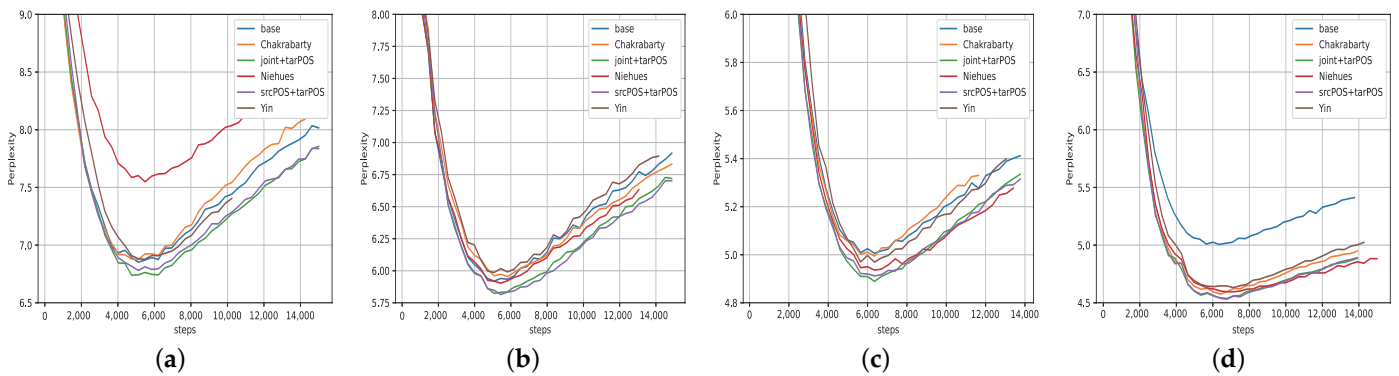 9.0
8.5
8.0
7.5
7.0
6.5
Perplexity
0 2,000 4,000 6,000 8,000 10,000 12,000 14,000
steps
base
Chakrabarty
joint+tarPOS
Niehues
srcPOS+tarPOS
Yin
(a)
8.00
7.75
7.50
7.25
7.00
6.75
6.50
6.25
6.00
5.75
Perplexity
0 2,000 4,000 6,000 8,000 10,000 12,000 14,000
steps
base
Chakrabarty
joint+tarPOS
Niehues
srcPOS+tarPOS
Yin
(b)
6.0
5.8
5.6
5.4
5.2
5.0
4.8
Perplexity
0 2,000 4,000 6,000 8,000 10,000 12,000 14,000
steps
base
Chakrabarty
joint+tarPOS
Niehues
srcPOS+tarPOS
Yin
(c)
7.0
6.5
6.0
5.5
5.0
4.5
Perplexity
0 2,000 4,000 6,000 8,000 10,000 12,000 14,000
steps
base
Chakrabarty
joint+tarPOS
Niehues
srcPOS+tarPOS
Yin
(d)